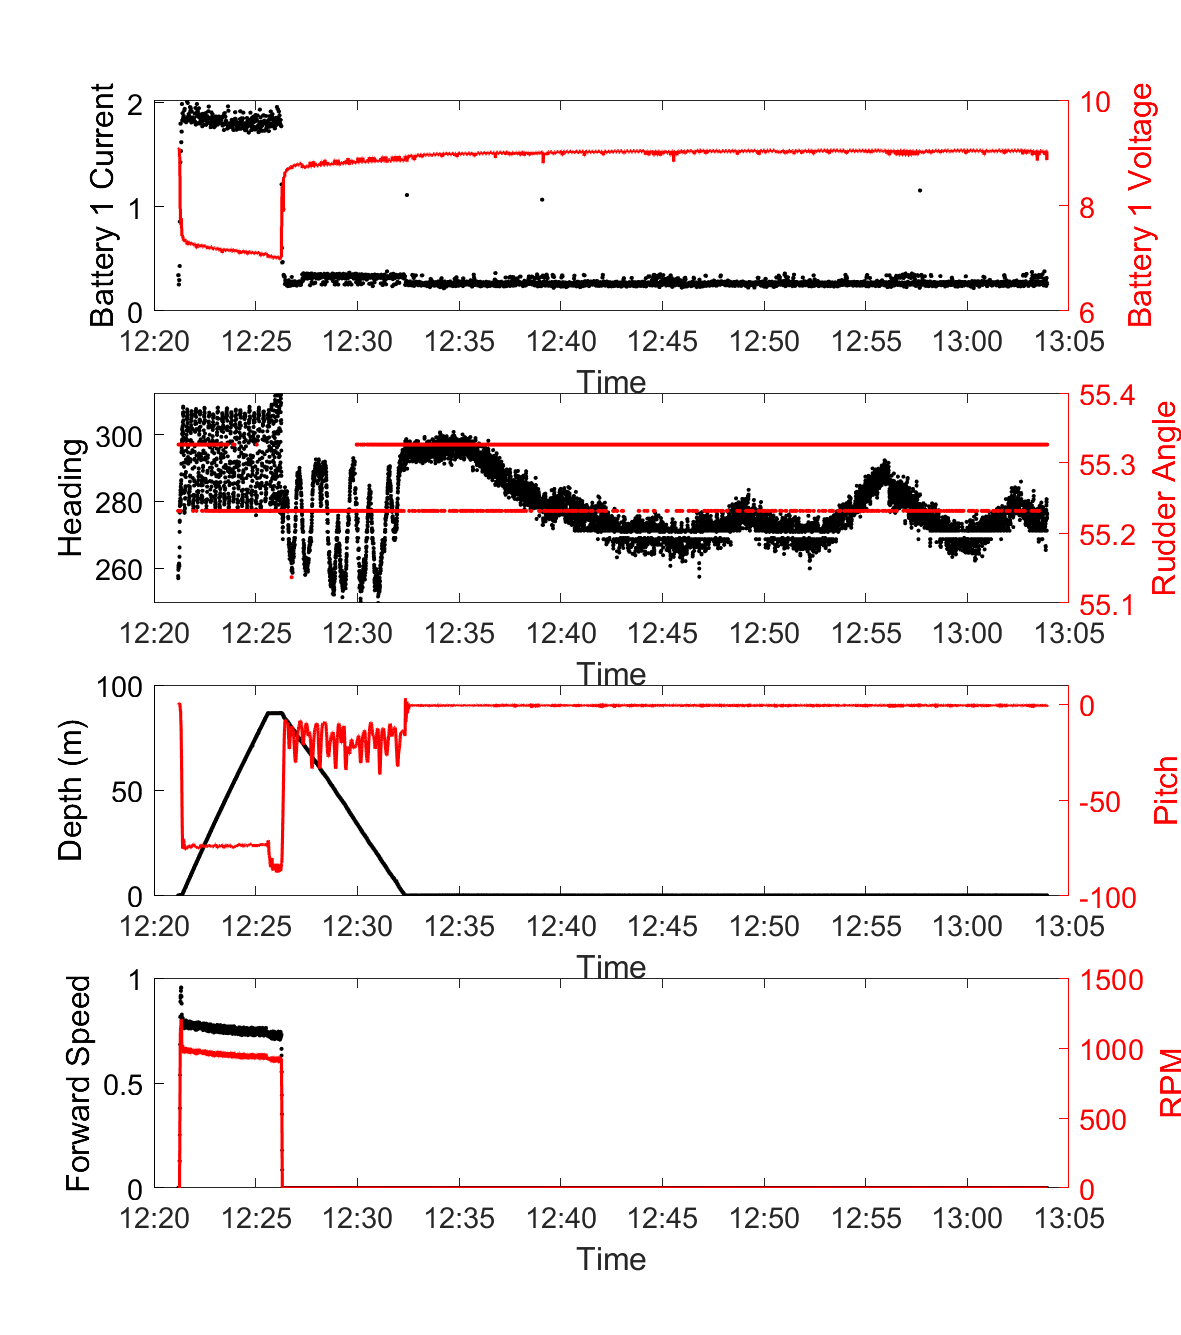 Battery 1 Current
2
1
0
10
8
6
Battery 1 Voltage
12:20 12:25 12:30 12:35 12:40 12:45 12:50 12:55 13:00 13:05
Time
Heading
300
280
260
55.4
55.3
55.2
55.1
Rudder Angle
12:20 12:25 12:30 12:35 12:40 12:45 12:50 12:55 13:00 13:05
Time
Depth (m)
100
50
0
0
-50
-100
Pitch
12:20 12:25 12:30 12:35 12:40 12:45 12:50 12:55 13:00 13:05
Time
Forward Speed
1
0.5
0
1500
1000
500
0
RPM
12:20 12:25 12:30 12:35 12:40 12:45 12:50 12:55 13:00 13:05
Time